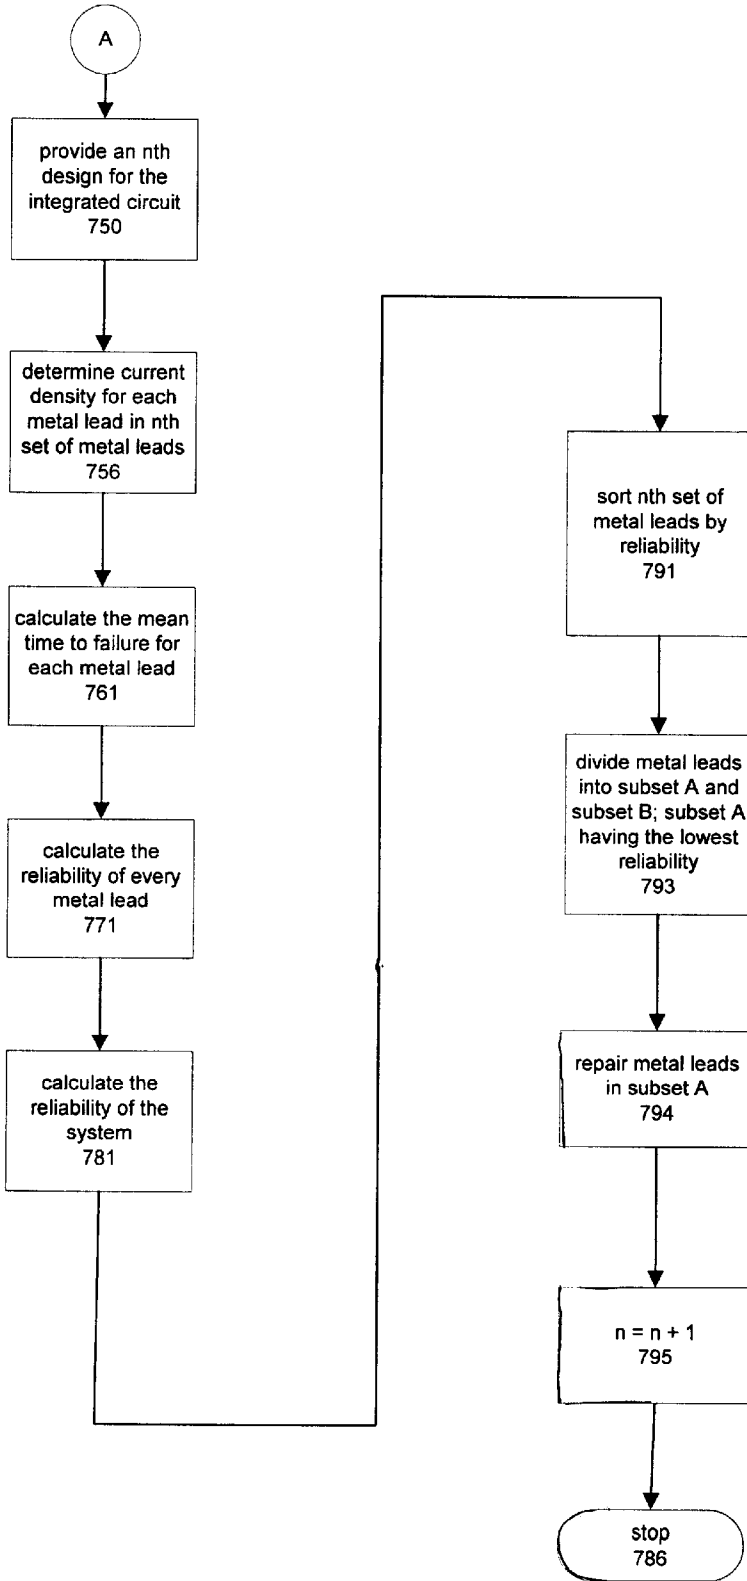 A
provide an nth
design for the
integrated circuit
750
determine current
density for each
metal lead in nth
set of metal leads
756
calculate the mean
time to failure for
each metal lead
761
calculate the
reliability of every
metal lead
771
calculate the
reliability of the
system
781
sort nth set of
metal leads by
reliability
791
divide metal leads
into subset A and
subset B; subset A
having the lowest
reliability
793
repair metal leads
in subset A
794
n = n + 1
795
stop
786